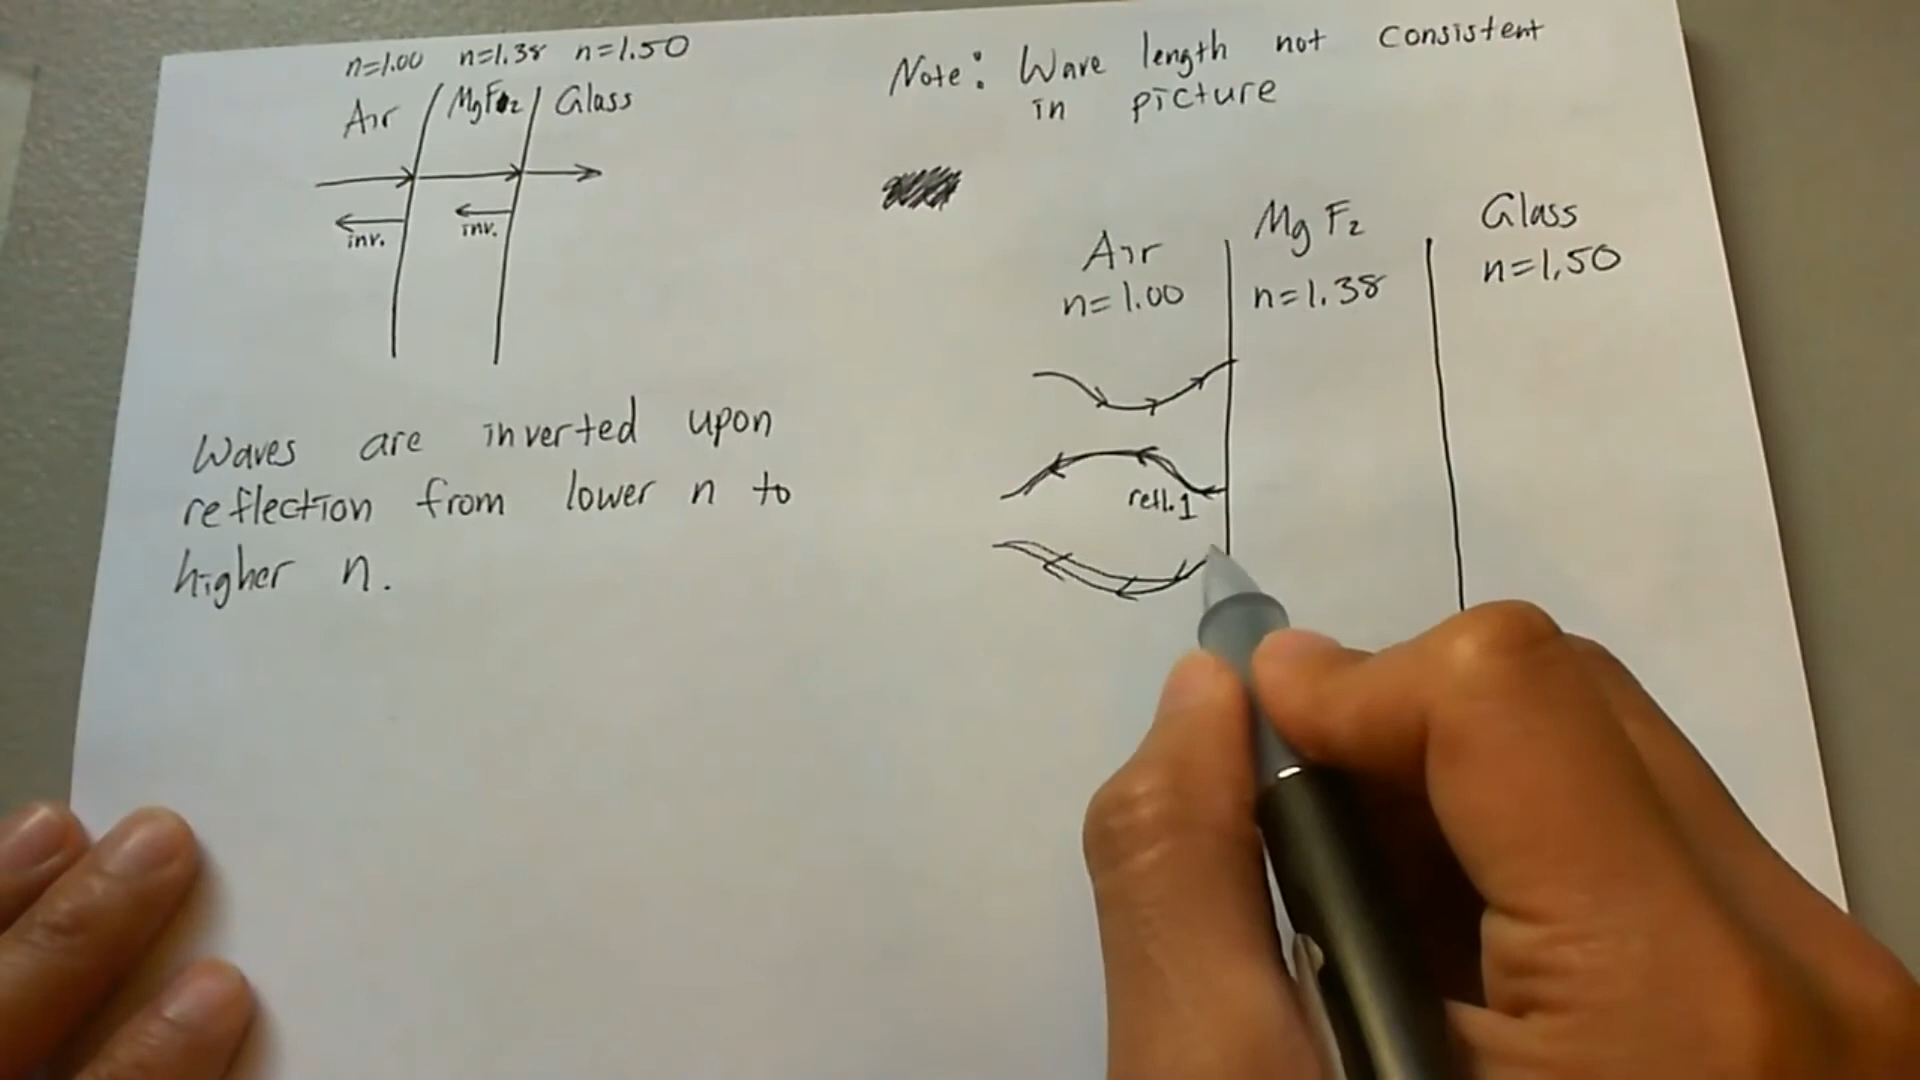 n=1.00 n=1.38 n=1.50
Air MgF2 Glass
inv. inv.
Waves are inverted upon
reflection from lower n to
higher n.
Note: Wave length not consistent
in picture
Air MgF2 Glass
n=1.00 n=1.38 n=1.50
refl.1